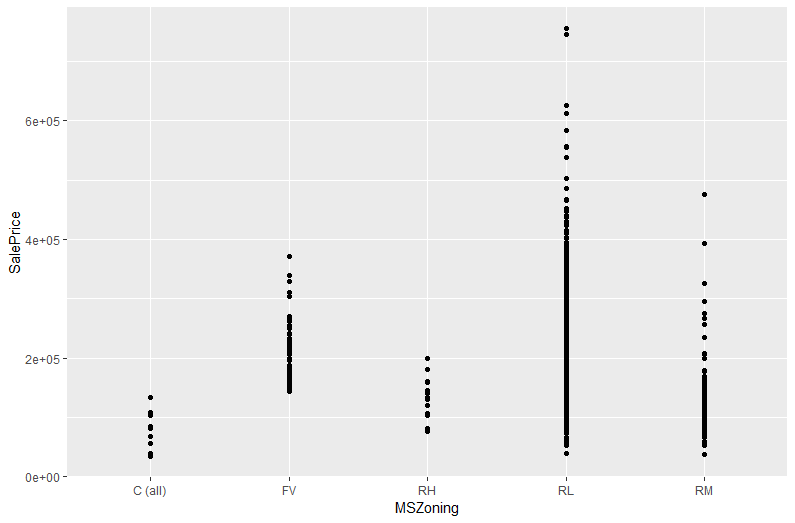 6e+05
4e+05
2e+05
0e+00
SalePrice
C (all) FV RH RL RM
MSZoning